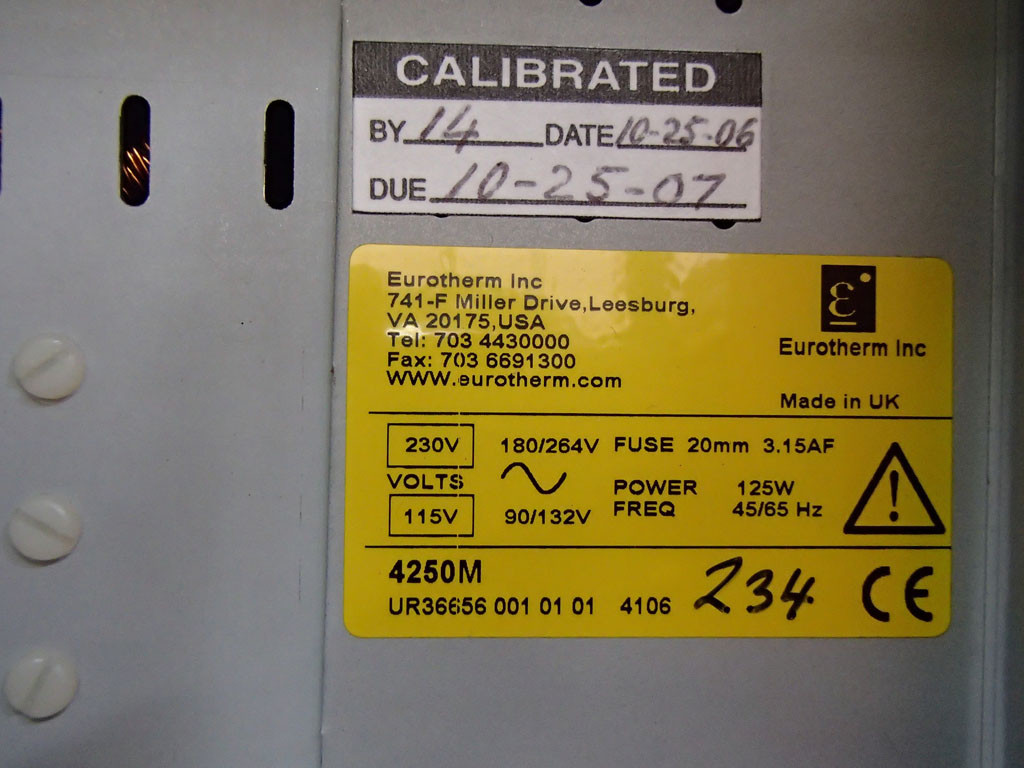 CALIBRATED
BY 14 DATE 10-25-06
DUE 10-25-07
Eurotherm Inc
741-F Miller Drive,Leesburg,
VA 20175,USA
Tel: 703 4430000
Fax: 703 6691300
WWW.eurotherm.com
ε
Eurotherm Inc
Made in UK
230V 180/264V FUSE 20mm 3.15AF
VOLTS
POWER 125W
115V 90/132V FREQ 45/65 Hz
!
4250M
UR36656 001 01 01 4106 234 CE